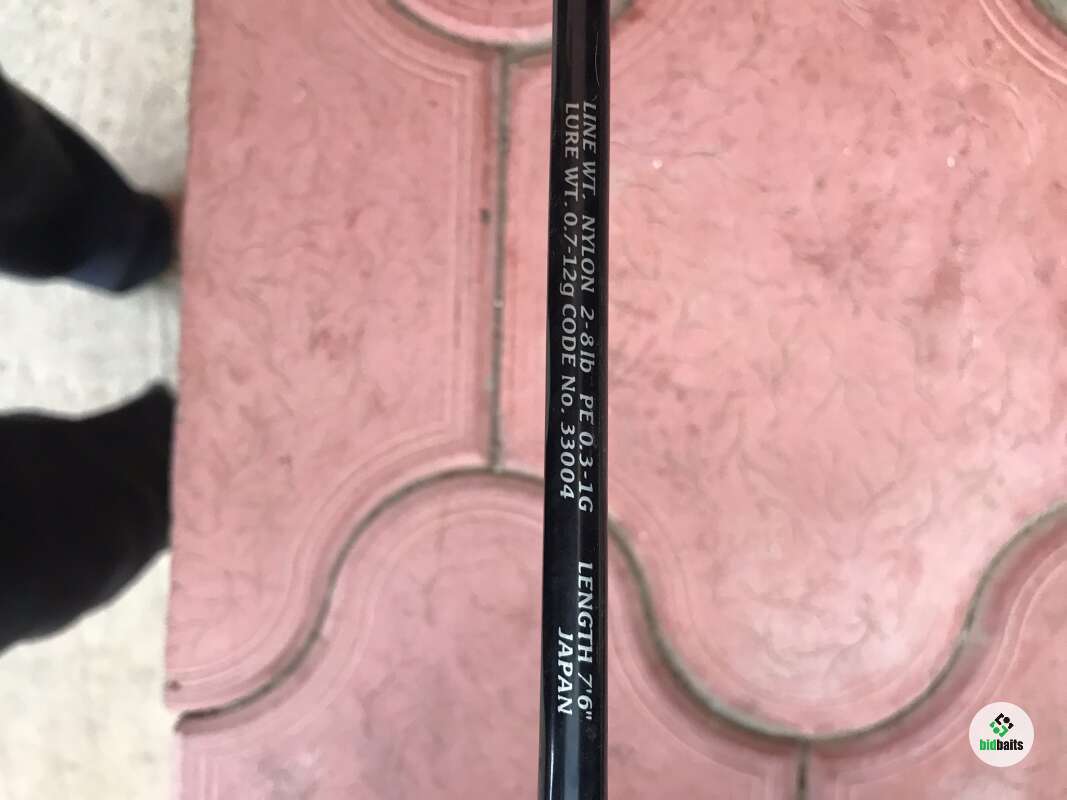 LINE WT. NYLON 2-8lb PE 0.3-1G LENGTH 7'6"
LURE WT. 0.7-12g CODE No. 33004 JAPAN
bidbaits